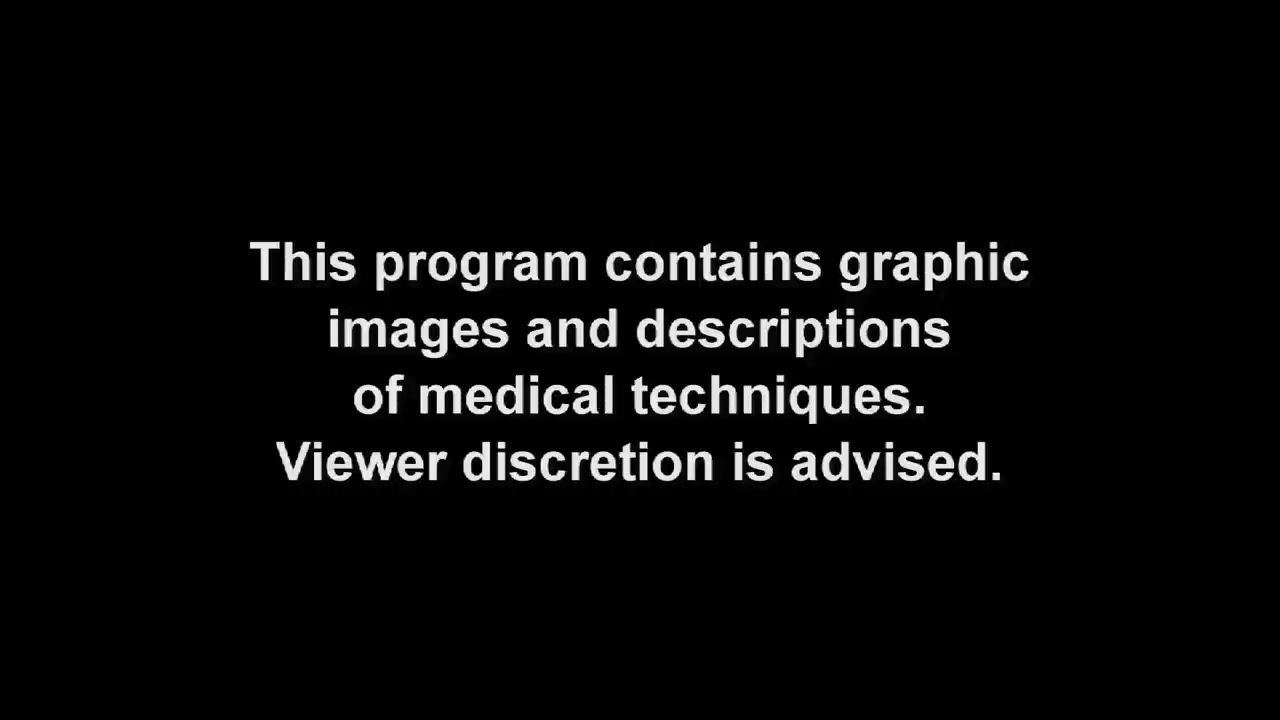 This program contains graphic
images and descriptions
of medical techniques.
Viewer discretion is advised.